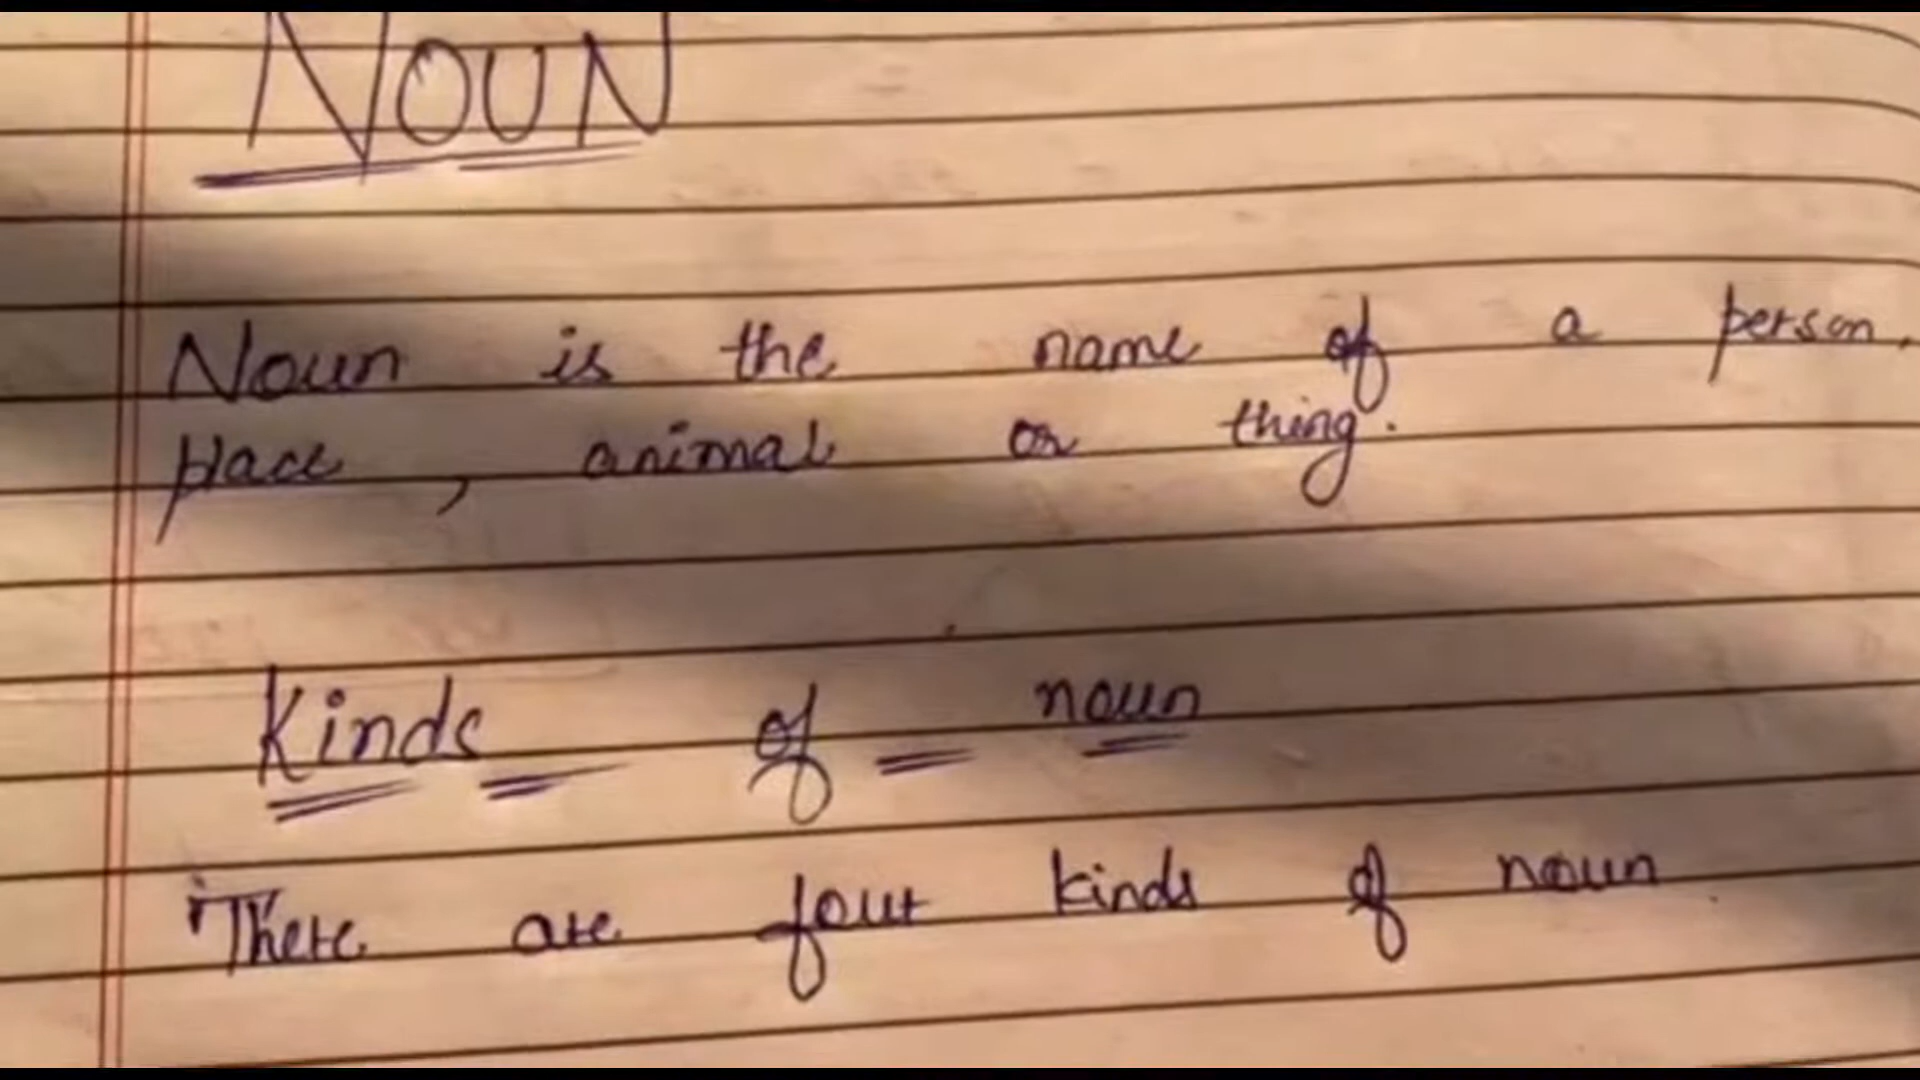 NOUN
Noun is the name of a person,
place, animal or thing.
Kinds of noun
There are four kinds of noun